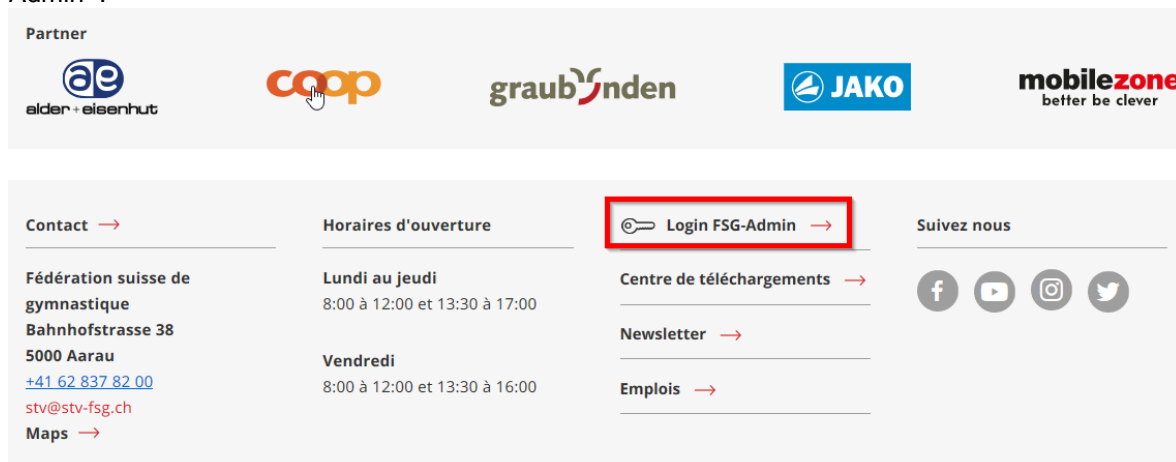 Admin".
Partner
ae
alder+eisenhut
coop
graubünden
JAKO
mobilezone
better be clever
Contact →
Fédération suisse de
gymnastique
Bahnhofstrasse 38
5000 Aarau
+41 62 837 82 00
stv@stv-fsg.ch
Maps →
Horaires d'ouverture
Lundi au jeudi
8:00 à 12:00 et 13:30 à 17:00
Vendredi
8:00 à 12:00 et 13:30 à 16:00
Login FSG-Admin →
Centre de téléchargements →
Newsletter →
Emplois →
Suivez nous